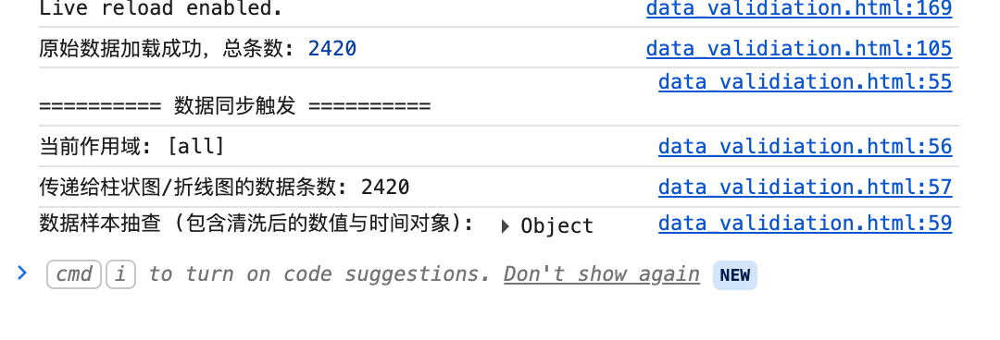 Live reload enabled. data_validiation.html:169
原始数据加载成功，总条数: 2420 data_validiation.html:105
data_validiation.html:55
========== 数据同步触发 ==========
当前作用域: [all] data_validiation.html:56
传递给柱状图/折线图的数据条数: 2420 data_validiation.html:57
数据样本抽查 (包含清洗后的数值与时间对象): ▶ Object data_validiation.html:59
> cmd i to turn on code suggestions. Don't show again NEW